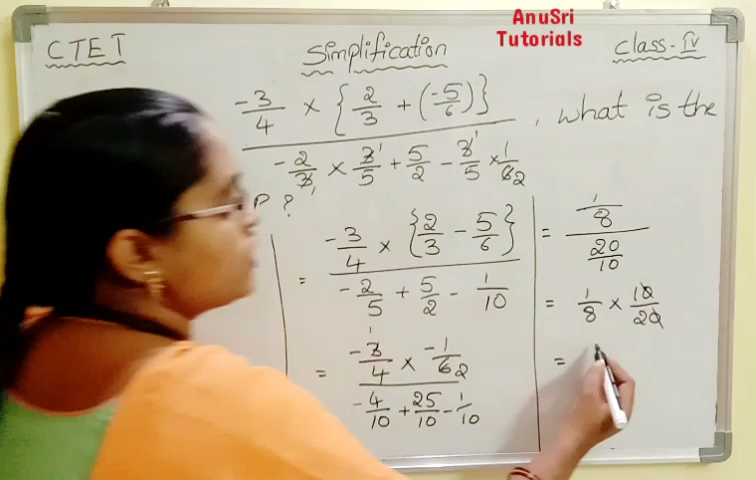 AnuSri
Tutorials
CTET
Simplification
Class-IV
-3/4 × {2/3 + (-5/6)}
-2/3 × 3/5 + 5/2 - 3/5 × 1/6 2
, what is the
P ?
= -3/4 × {2/3 - 5/6}
-2/5 + 5/2 - 1/10
= -3/4 × -1/6 2
-4/10 + 25/10 - 1/10
= 1/8
20/10
= 1/8 × 10/20
=